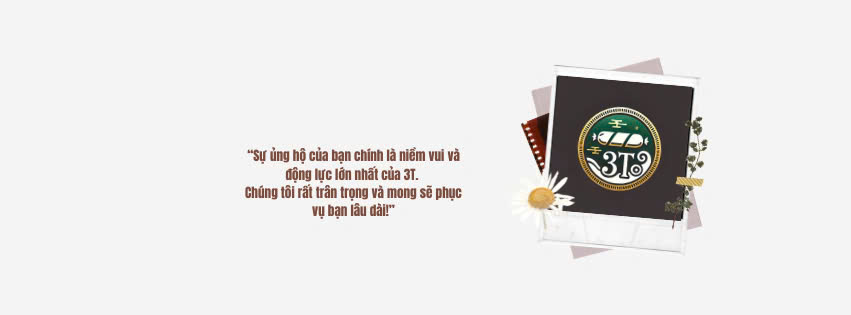 “Sự ủng hộ của bạn chính là niềm vui và
động lực lớn nhất của 3T.
Chúng tôi rất trân trọng và mong sẽ phục
vụ bạn lâu dài!”
3T